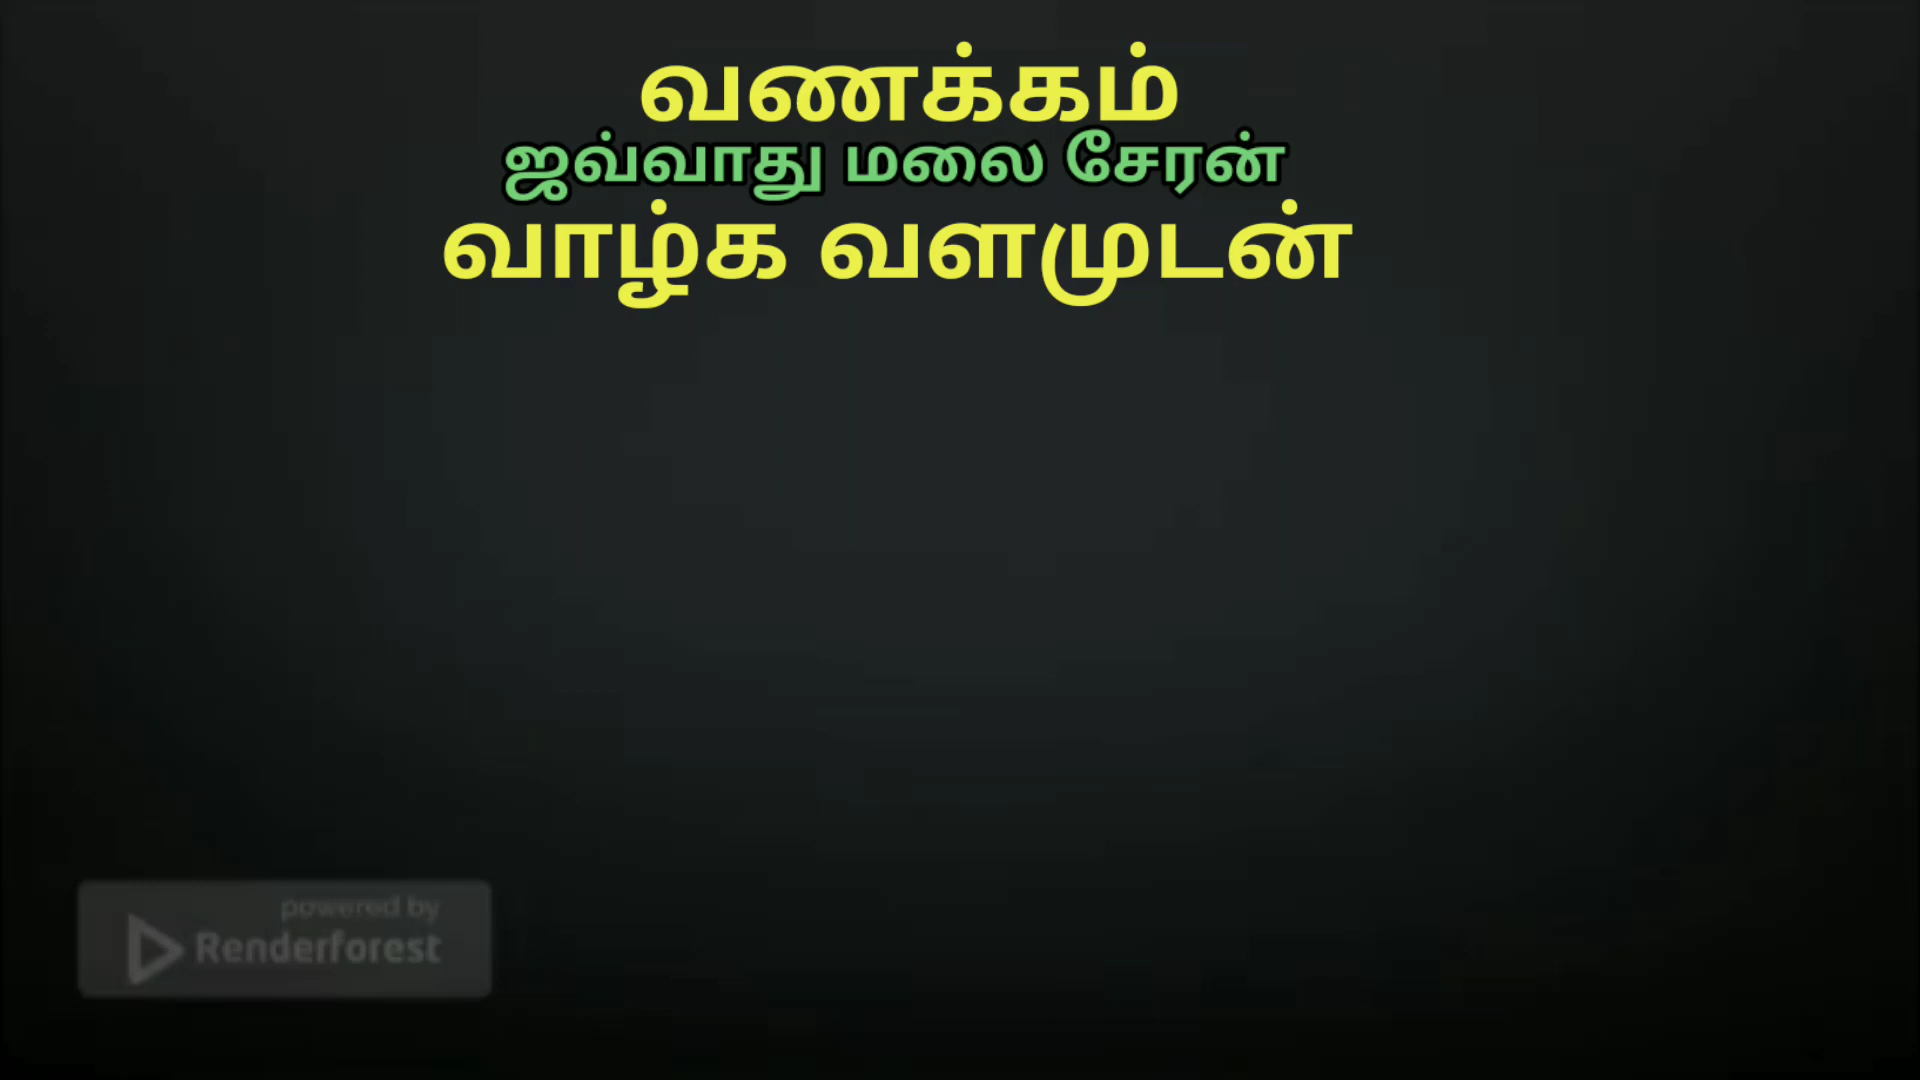 வணக்கம்
ஜவ்வாது மலை சேரன்
வாழ்க வளமுடன்
powered by
Renderforest